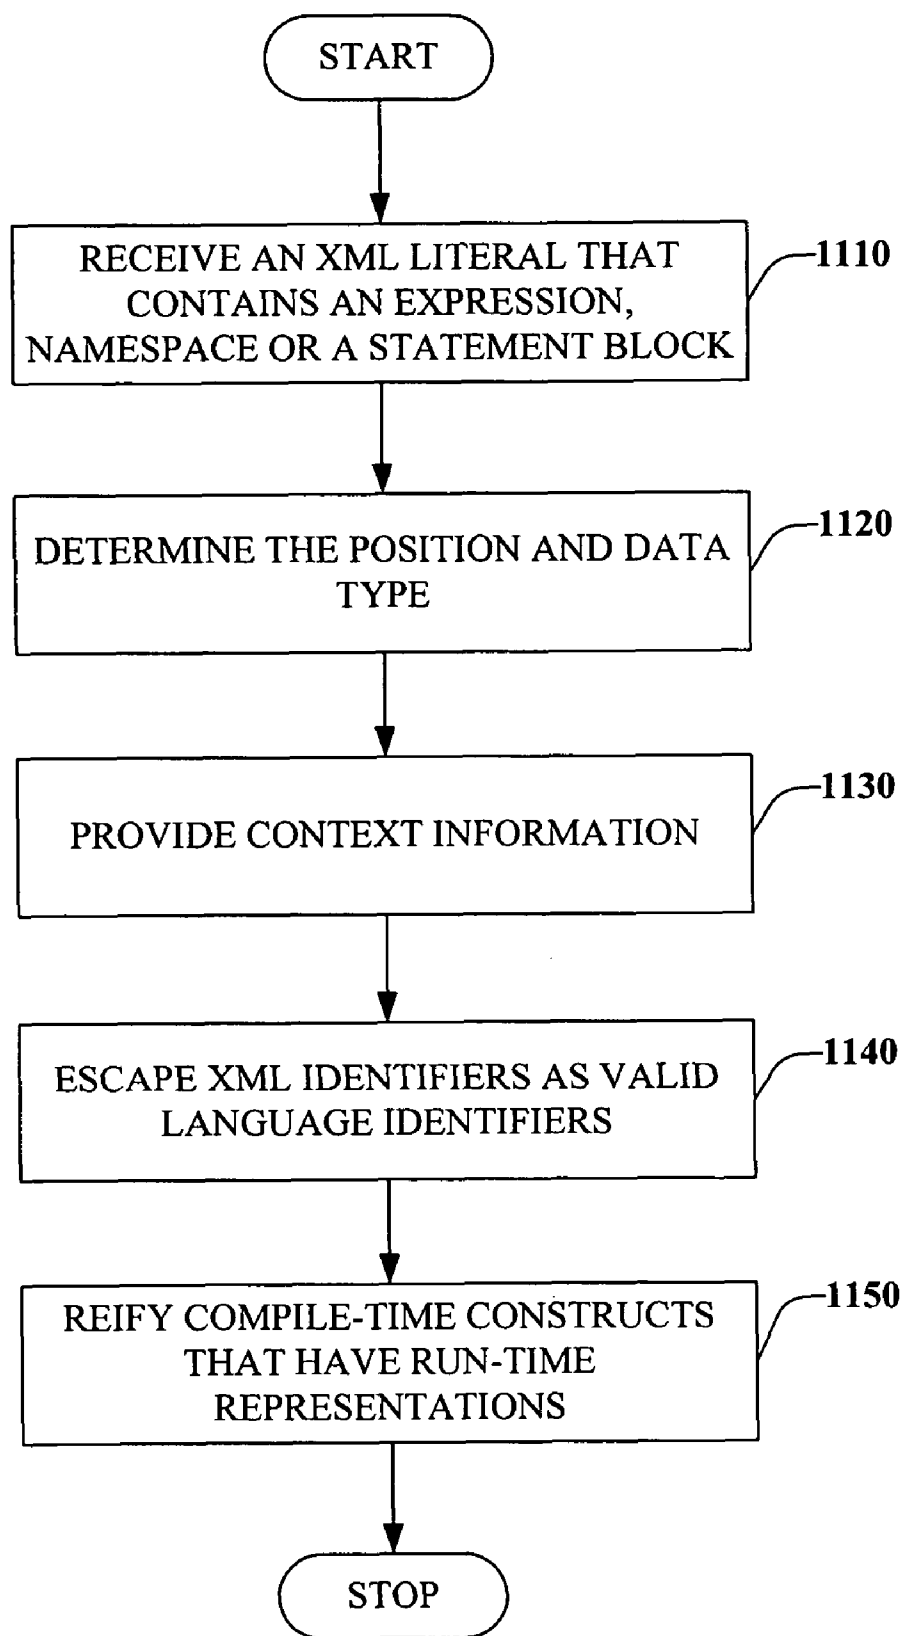 START
RECEIVE AN XML LITERAL THAT
CONTAINS AN EXPRESSION,
NAMESPACE OR A STATEMENT BLOCK
1110
DETERMINE THE POSITION AND DATA
TYPE
1120
PROVIDE CONTEXT INFORMATION
1130
ESCAPE XML IDENTIFIERS AS VALID
LANGUAGE IDENTIFIERS
1140
REIFY COMPILE-TIME CONSTRUCTS
THAT HAVE RUN-TIME
REPRESENTATIONS
1150
STOP